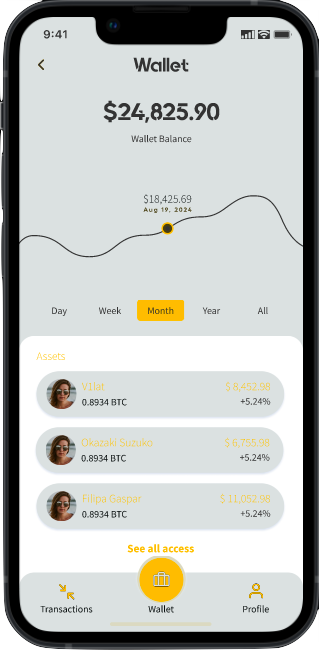 9:41
Wallet
$24,825.90
Wallet Balance
$18,425.69
Aug 19, 2024
Day Week Month Year All
Assets
$ 8,452.98
0.8934 BTC +5.24%
Okazaki Suzuko $ 6,755.98
0.8934 BTC +5.24%
Filipa Gaspar $ 11,052.98
0.8934 BTC +5.24%
See all access
Transactions Wallet Profile